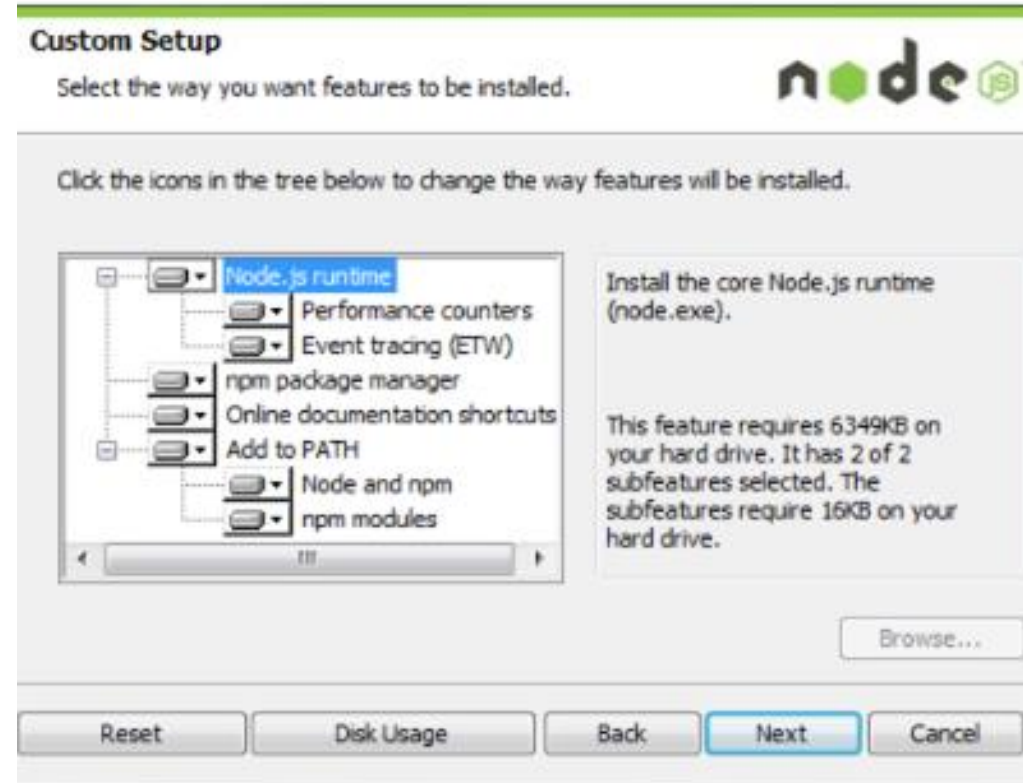 Custom Setup
Select the way you want features to be installed.
node JS
Click the icons in the tree below to change the way features will be installed.
Node.js runtime
Performance counters
Event tracing (ETW)
npm package manager
Online documentation shortcuts
Add to PATH
Node and npm
npm modules
Install the core Node.js runtime
(node.exe).
This feature requires 6349KB on
your hard drive. It has 2 of 2
subfeatures selected. The
subfeatures require 16KB on your
hard drive.
Browse...
Reset
Disk Usage
Back
Next
Cancel